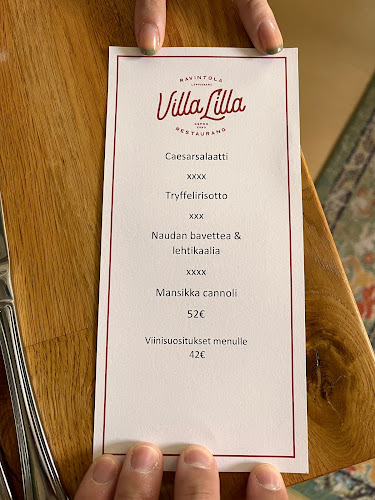 RAVINTOLA
Villa Lilla
RESTAURANG
Caesarsalaatti
xxxx
Tryffelirisotto
xxx
Naudan bavettea &
lehtikaalia
xxxx
Mansikka cannoli
52€
Viinisuositukset menulle
42€